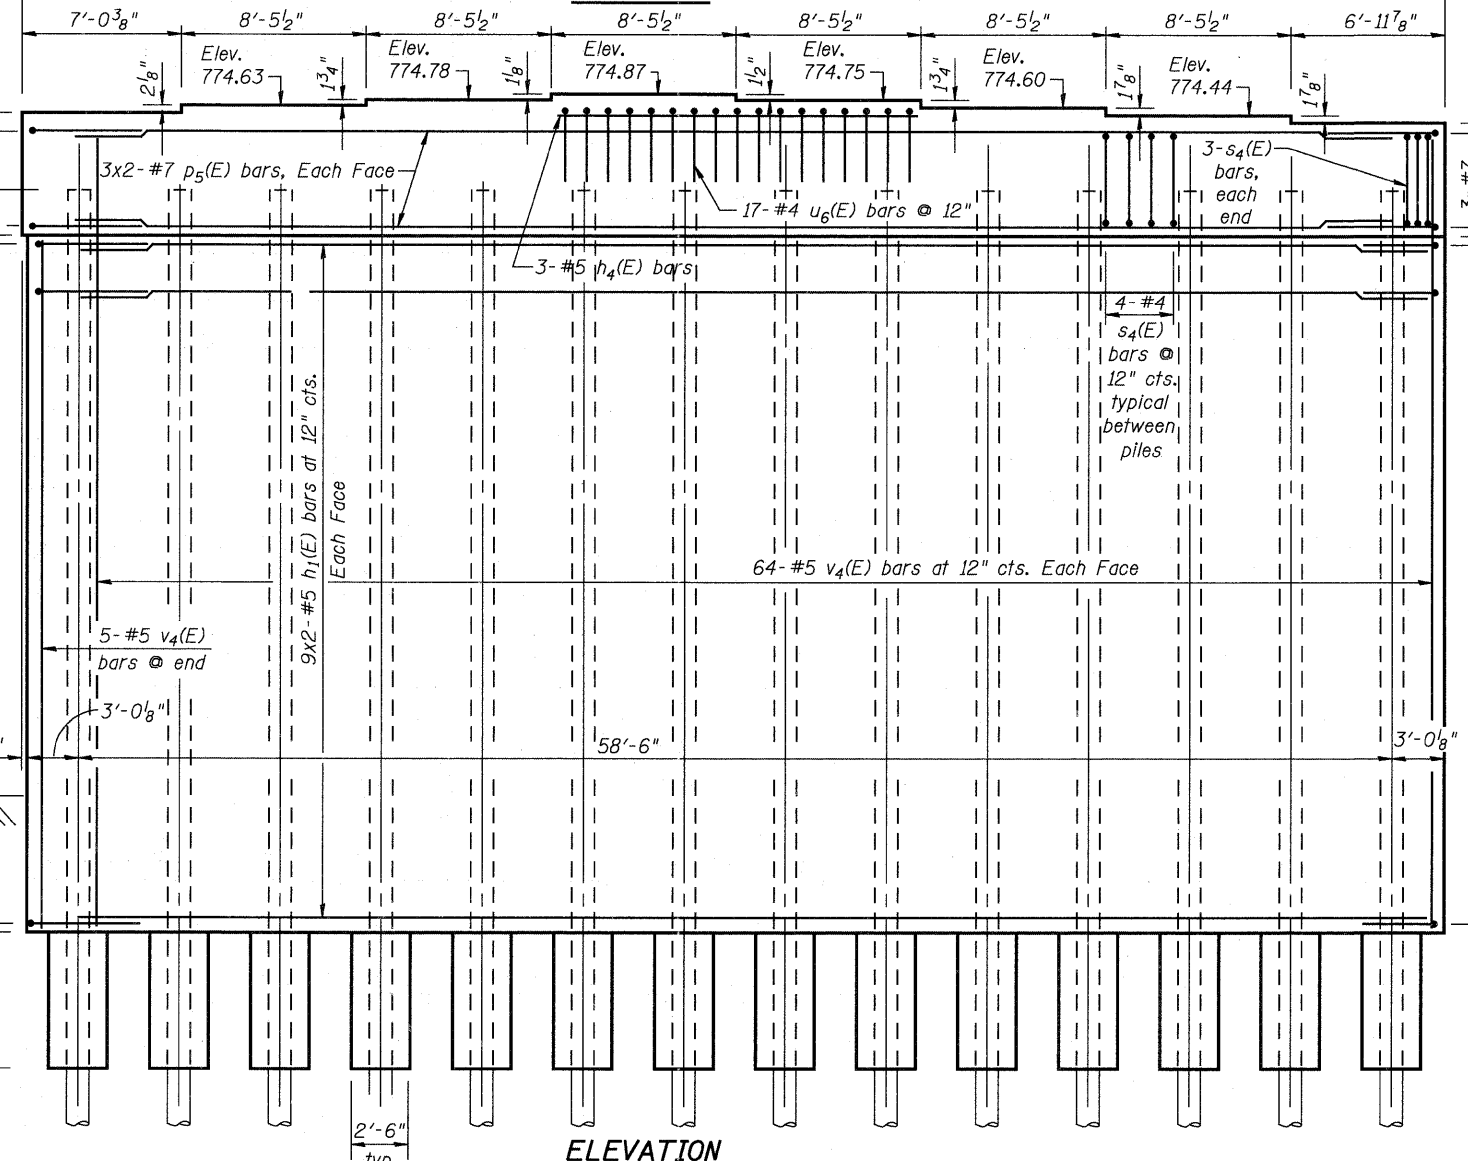 7'-0 3/8"
8'-5 1/2"
8'-5 1/2"
8'-5 1/2"
8'-5 1/2"
8'-5 1/2"
8'-5 1/2"
6'-11 7/8"
2 1/8"
Elev.
774.63
1 3/4"
Elev.
774.78
1 1/8"
Elev.
774.87
1 1/2"
Elev.
774.75
1 3/4"
Elev.
774.60
1 7/8"
Elev.
774.44
1 7/8"
3x2-#7 p5(E) bars, Each Face
17-#4 u6(E) bars @ 12"
3-s4(E)
bars,
each
end
3-#5 h4(E) bars
4-#4
s4(E)
bars @
12" cts.
typical
between
piles
9x2-#5 h1(E) bars at 12" cts.
Each Face
64-#5 v4(E) bars at 12" cts. Each Face
5-#5 v4(E)
bars @ end
3'-0 1/8"
58'-6"
3'-0 1/8"
2'-6"
typ.
ELEVATION